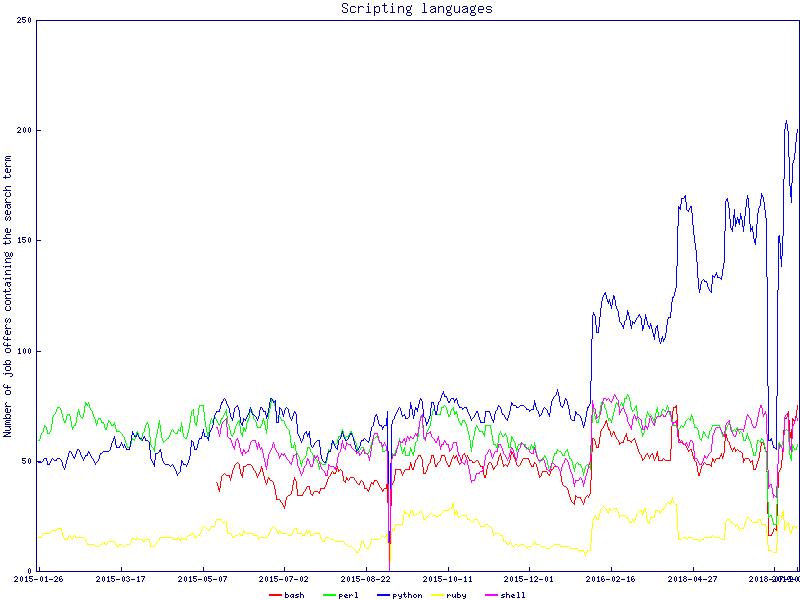 Scripting languages
Number of job offers containing the search term
250
200
150
100
50
0
2015-01-26 2015-03-17 2015-05-07 2015-07-02 2015-08-22 2015-10-11 2015-12-01 2016-02-16 2018-04-27
bash perl python ruby shell